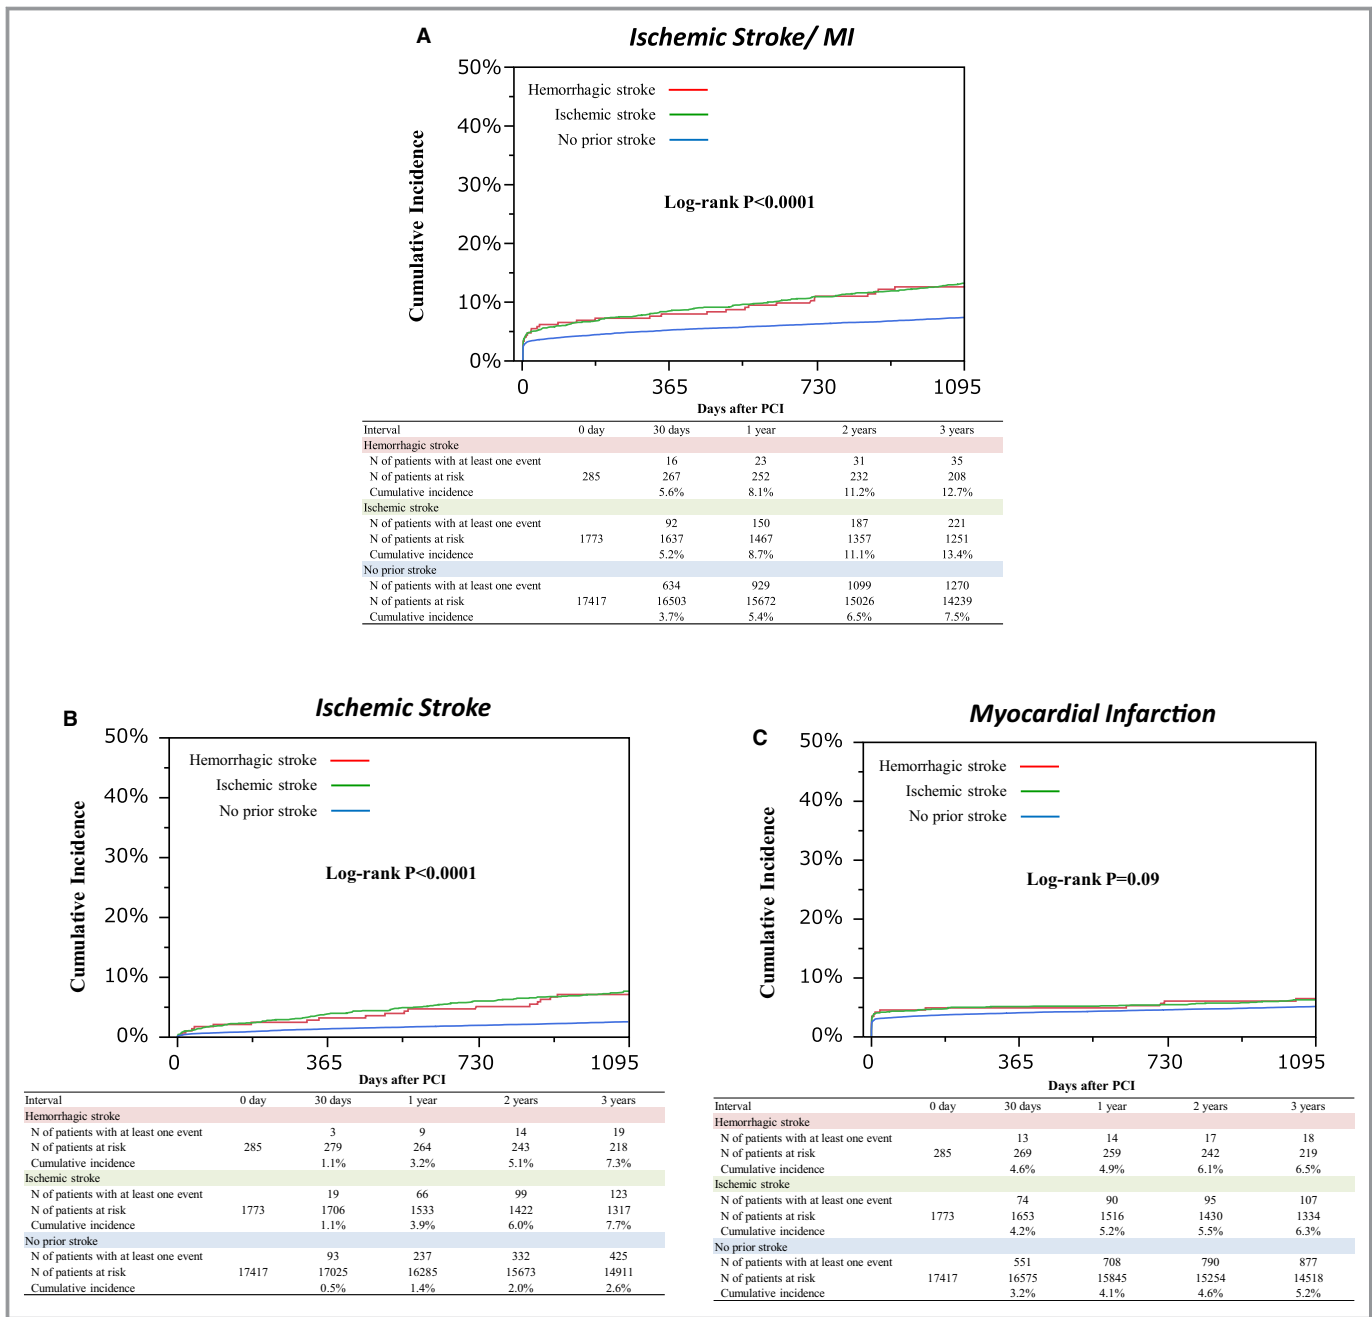 A
Ischemic Stroke/ MI
Cumulative Incidence
50%
40%
30%
20%
10%
0%
Hemorrhagic stroke
Ischemic stroke
No prior stroke
Log-rank P<0.0001
0 365 730 1095
Days after PCI
Interval 0 day 30 days 1 year 2 years 3 years
Hemorrhagic stroke
N of patients with at least one event 16 23 31 35
N of patients at risk 285 267 252 232 208
Cumulative incidence 5.6% 8.1% 11.2% 12.7%
Ischemic stroke
N of patients with at least one event 92 150 187 221
N of patients at risk 1773 1637 1467 1357 1251
Cumulative incidence 5.2% 8.7% 11.1% 13.4%
No prior stroke
N of patients with at least one event 634 929 1099 1270
N of patients at risk 17417 16503 15672 15026 14239
Cumulative incidence 3.7% 5.4% 6.5% 7.5%
B
Ischemic Stroke
Cumulative Incidence
50%
40%
30%
20%
10%
0%
Hemorrhagic stroke
Ischemic stroke
No prior stroke
Log-rank P<0.0001
0 365 730 1095
Days after PCI
Interval 0 day 30 days 1 year 2 years 3 years
Hemorrhagic stroke
N of patients with at least one event 3 9 14 19
N of patients at risk 285 279 264 243 218
Cumulative incidence 1.1% 3.2% 5.1% 7.3%
Ischemic stroke
N of patients with at least one event 19 66 99 123
N of patients at risk 1773 1706 1533 1422 1317
Cumulative incidence 1.1% 3.9% 6.0% 7.7%
No prior stroke
N of patients with at least one event 93 237 332 425
N of patients at risk 17417 17025 16285 15673 14911
Cumulative incidence 0.5% 1.4% 2.0% 2.6%
C
Myocardial Infarction
Cumulative Incidence
50%
40%
30%
20%
10%
0%
Hemorrhagic stroke
Ischemic stroke
No prior stroke
Log-rank P=0.09
0 365 730 1095
Days after PCI
Interval 0 day 30 days 1 year 2 years 3 years
Hemorrhagic stroke
N of patients with at least one event 13 14 17 18
N of patients at risk 285 269 259 242 219
Cumulative incidence 4.6% 4.9% 6.1% 6.5%
Ischemic stroke
N of patients with at least one event 74 90 95 107
N of patients at risk 1773 1653 1516 1430 1334
Cumulative incidence 4.2% 5.2% 5.5% 6.3%
No prior stroke
N of patients with at least one event 551 708 790 877
N of patients at risk 17417 16575 15845 15254 14518
Cumulative incidence 3.2% 4.1% 4.6% 5.2%